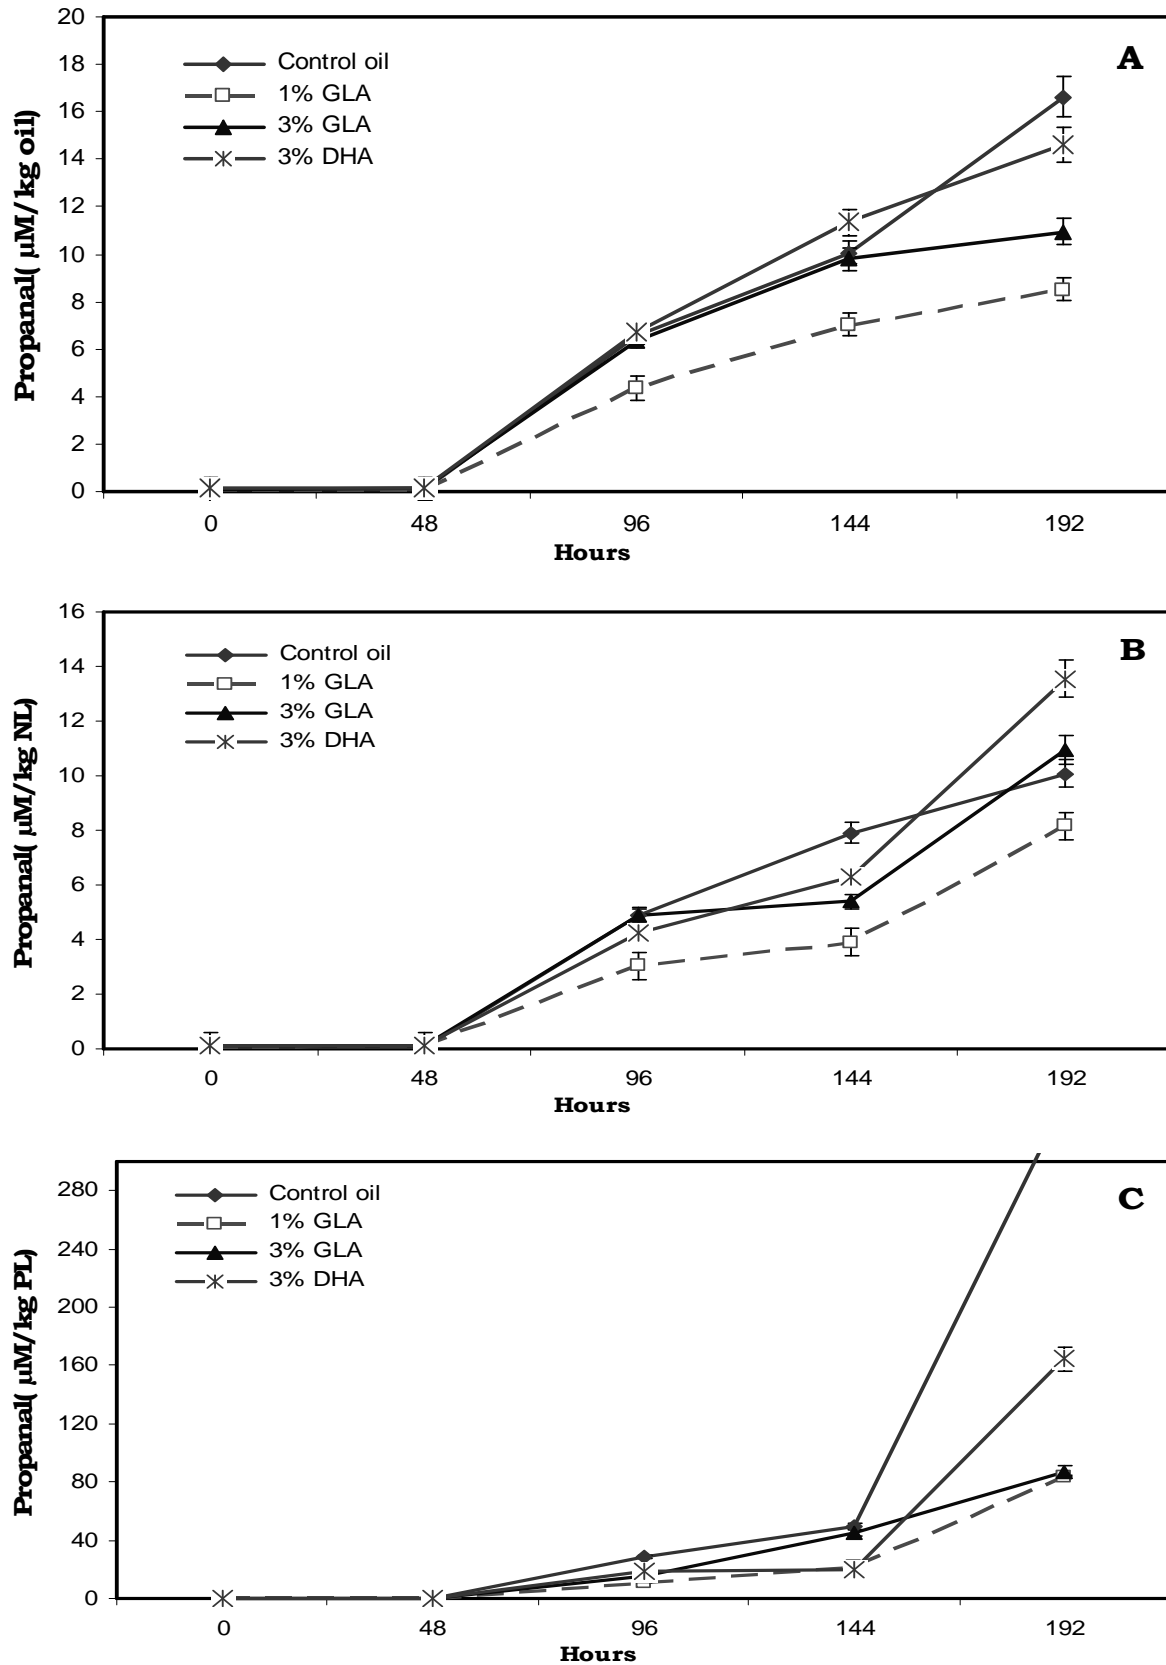 20
18
16
14
12
10
8
6
4
2
0
Propanal( µM/kg oil)
Control oil
1% GLA
3% GLA
3% DHA
A
0 48 96 144 192
Hours
16
14
12
10
8
6
4
2
0
Propanal( µM/kg NL)
Control oil
1% GLA
3% GLA
3% DHA
B
0 48 96 144 192
Hours
280
240
200
160
120
80
40
0
Propanal( µM/kg PL)
Control oil
1% GLA
3% GLA
3% DHA
C
0 48 96 144 192
Hours